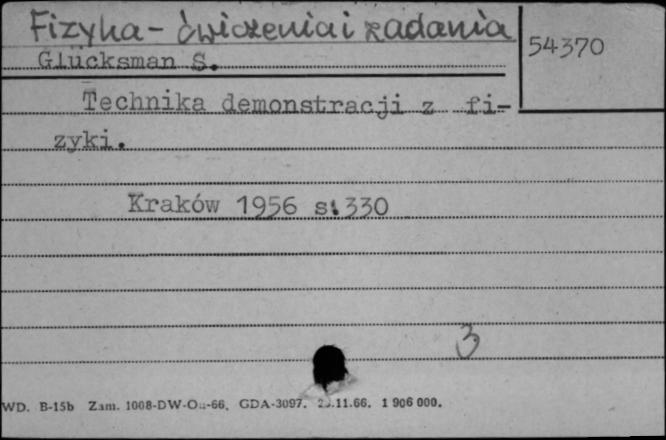 Fizyka - ćwiczenia i zadania
54370
Glücksman S.
Technika demonstracji z fi-
zyki.
Kraków 1956 s. 330
3
WD. B-15b Zam. 1008-DW-O -66. GDA-3097. .11.66. 1 906 000.